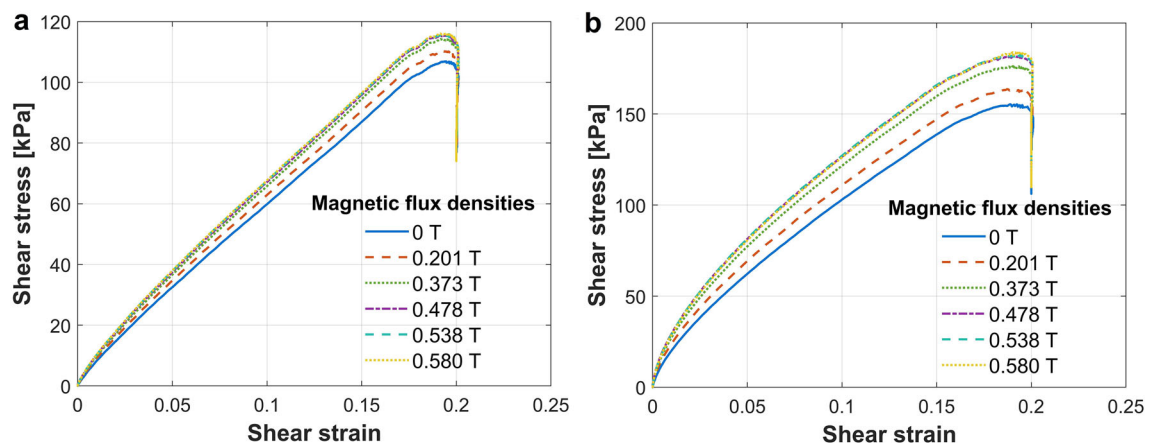 a
120
100
80
60
40
20
0
Shear stress [kPa]
Magnetic flux densities
0 T
0.201 T
0.373 T
0.478 T
0.538 T
0.580 T
0 0.05 0.1 0.15 0.2 0.25
Shear strain
b
200
150
100
50
0
Shear stress [kPa]
Magnetic flux densities
0 T
0.201 T
0.373 T
0.478 T
0.538 T
0.580 T
0 0.05 0.1 0.15 0.2 0.25
Shear strain